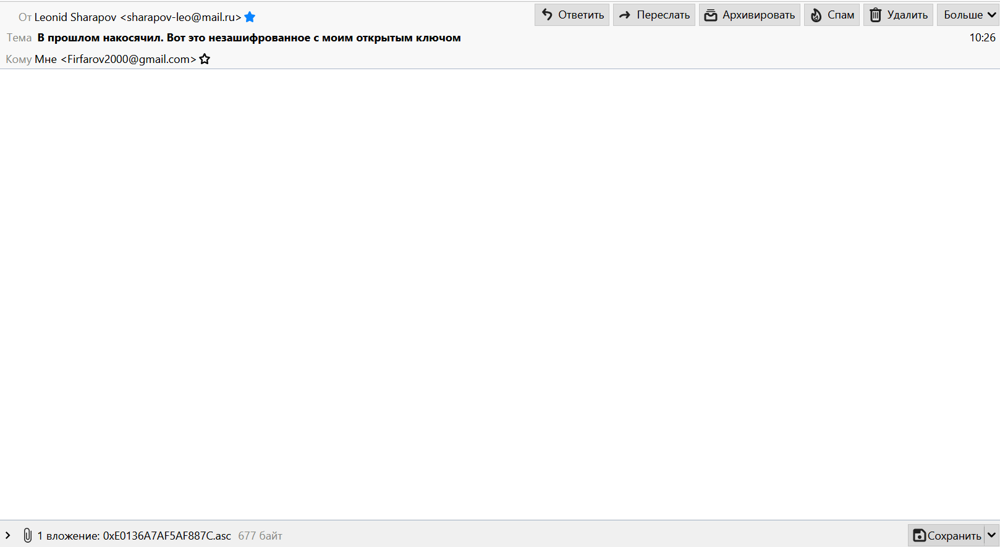 От Leonid Sharapov <sharapov-leo@mail.ru>
Ответить Переслать Архивировать Спам Удалить Больше
Тема В прошлом накосячил. Вот это незашифрованное с моим открытым ключом 10:26
Кому Мне <Firfarov2000@gmail.com>
1 вложение: 0xE0136A7AF5AF887C.asc 677 байт Сохранить